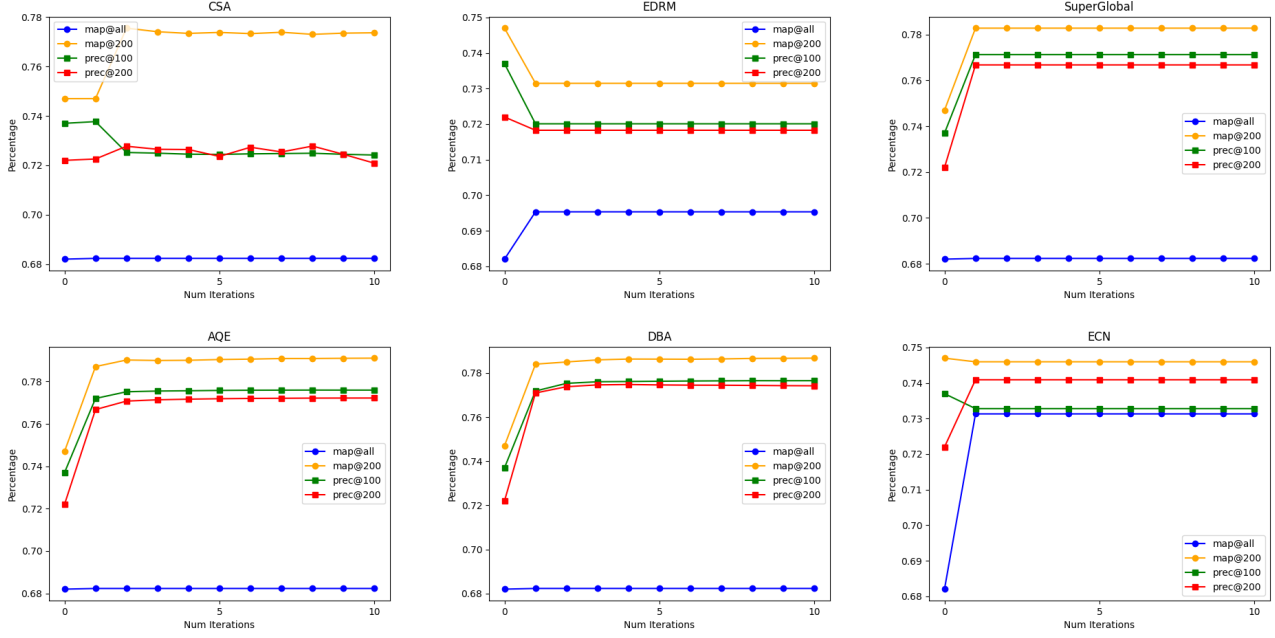 CSA
0.78
0.76
0.74
0.72
0.70
0.68
Percentage
map@all
map@200
prec@100
prec@200
0
5
10
Num Iterations
EDRM
0.75
0.74
0.73
0.72
0.71
0.70
0.69
0.68
Percentage
map@all
map@200
prec@100
prec@200
0
5
10
Num Iterations
SuperGlobal
0.78
0.76
0.74
0.72
0.70
0.68
Percentage
map@all
map@200
prec@100
prec@200
0
5
10
Num Iterations
AQE
0.78
0.76
0.74
0.72
0.70
0.68
Percentage
map@all
map@200
prec@100
prec@200
0
5
10
Num Iterations
DBA
0.78
0.76
0.74
0.72
0.70
0.68
Percentage
map@all
map@200
prec@100
prec@200
0
5
10
Num Iterations
ECN
0.75
0.74
0.73
0.72
0.71
0.70
0.69
0.68
Percentage
map@all
map@200
prec@100
prec@200
0
5
10
Num Iterations